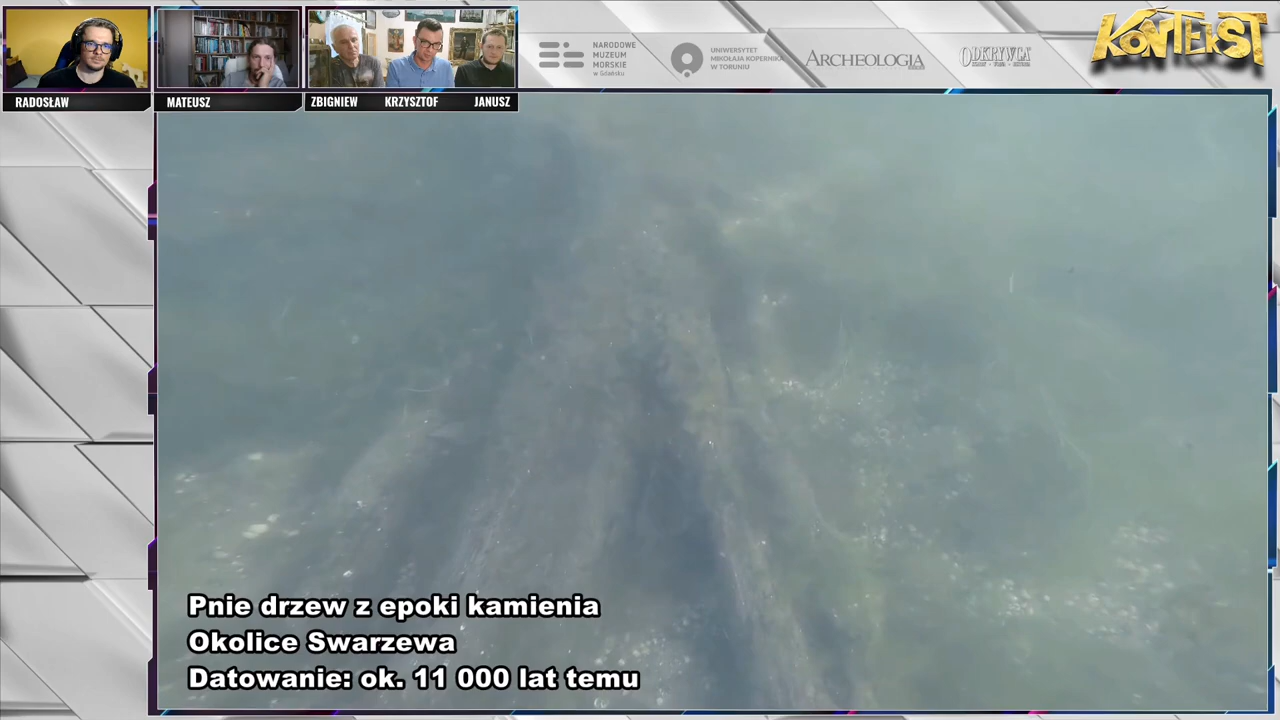 RADOSŁAW
MATEUSZ
ZBIGNIEW KRZYSZTOF JANUSZ
NARODOWE
MUZEUM
MORSKIE
w Gdańsku
UNIWERSYTET
MIKOŁAJA KOPERNIKA
W TORUNIU
ARCHEOLOGIA
ODKRYWCA
KONTEKST
Pnie drzew z epoki kamienia
Okolice Swarzewa
Datowanie: ok. 11 000 lat temu